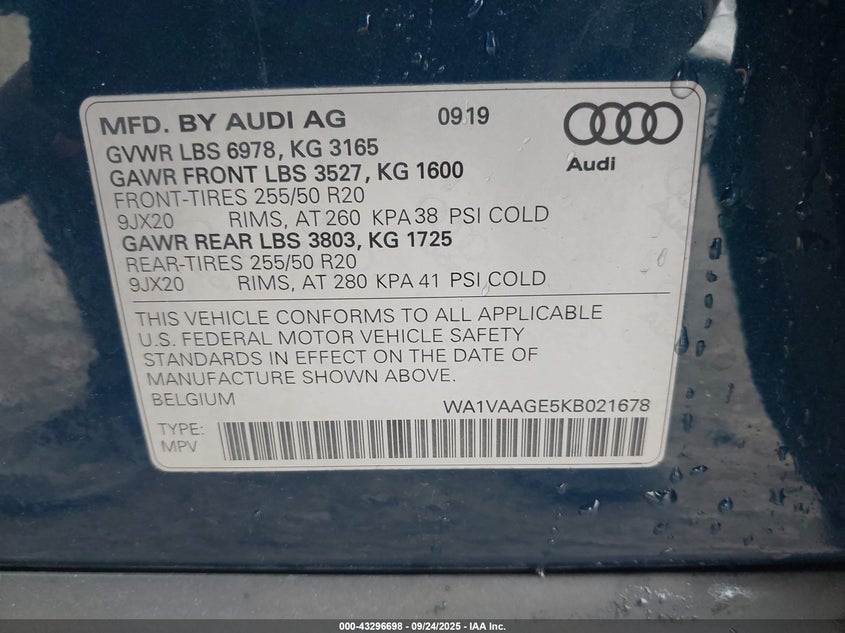 MFD. BY AUDI AG 0919
Audi
GVWR LBS 6978, KG 3165
GAWR FRONT LBS 3527, KG 1600
FRONT-TIRES 255/50 R20
9JX20 RIMS, AT 260 KPA 38 PSI COLD
GAWR REAR LBS 3803, KG 1725
REAR-TIRES 255/50 R20
9JX20 RIMS, AT 280 KPA 41 PSI COLD
THIS VEHICLE CONFORMS TO ALL APPLICABLE
U.S. FEDERAL MOTOR VEHICLE SAFETY
STANDARDS IN EFFECT ON THE DATE OF
MANUFACTURE SHOWN ABOVE.
BELGIUM WA1VAAGE5KB021678
TYPE:
MPV
000-43296698 - 09/24/2025 - IAA Inc.